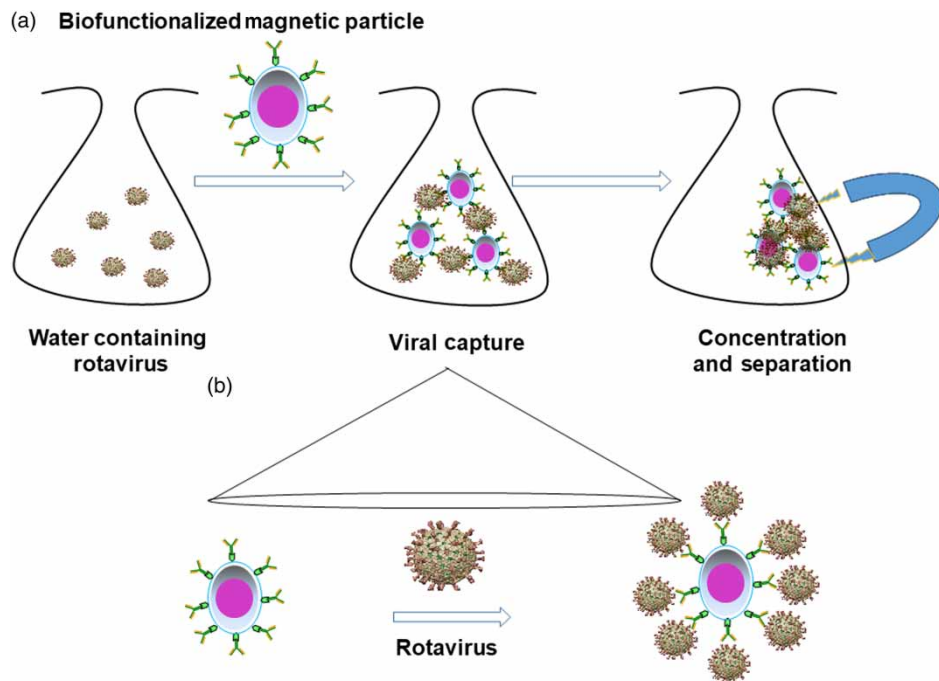 (a) Biofunctionalized magnetic particle
Water containing
rotavirus
Viral capture
Concentration
and separation
(b)
Rotavirus